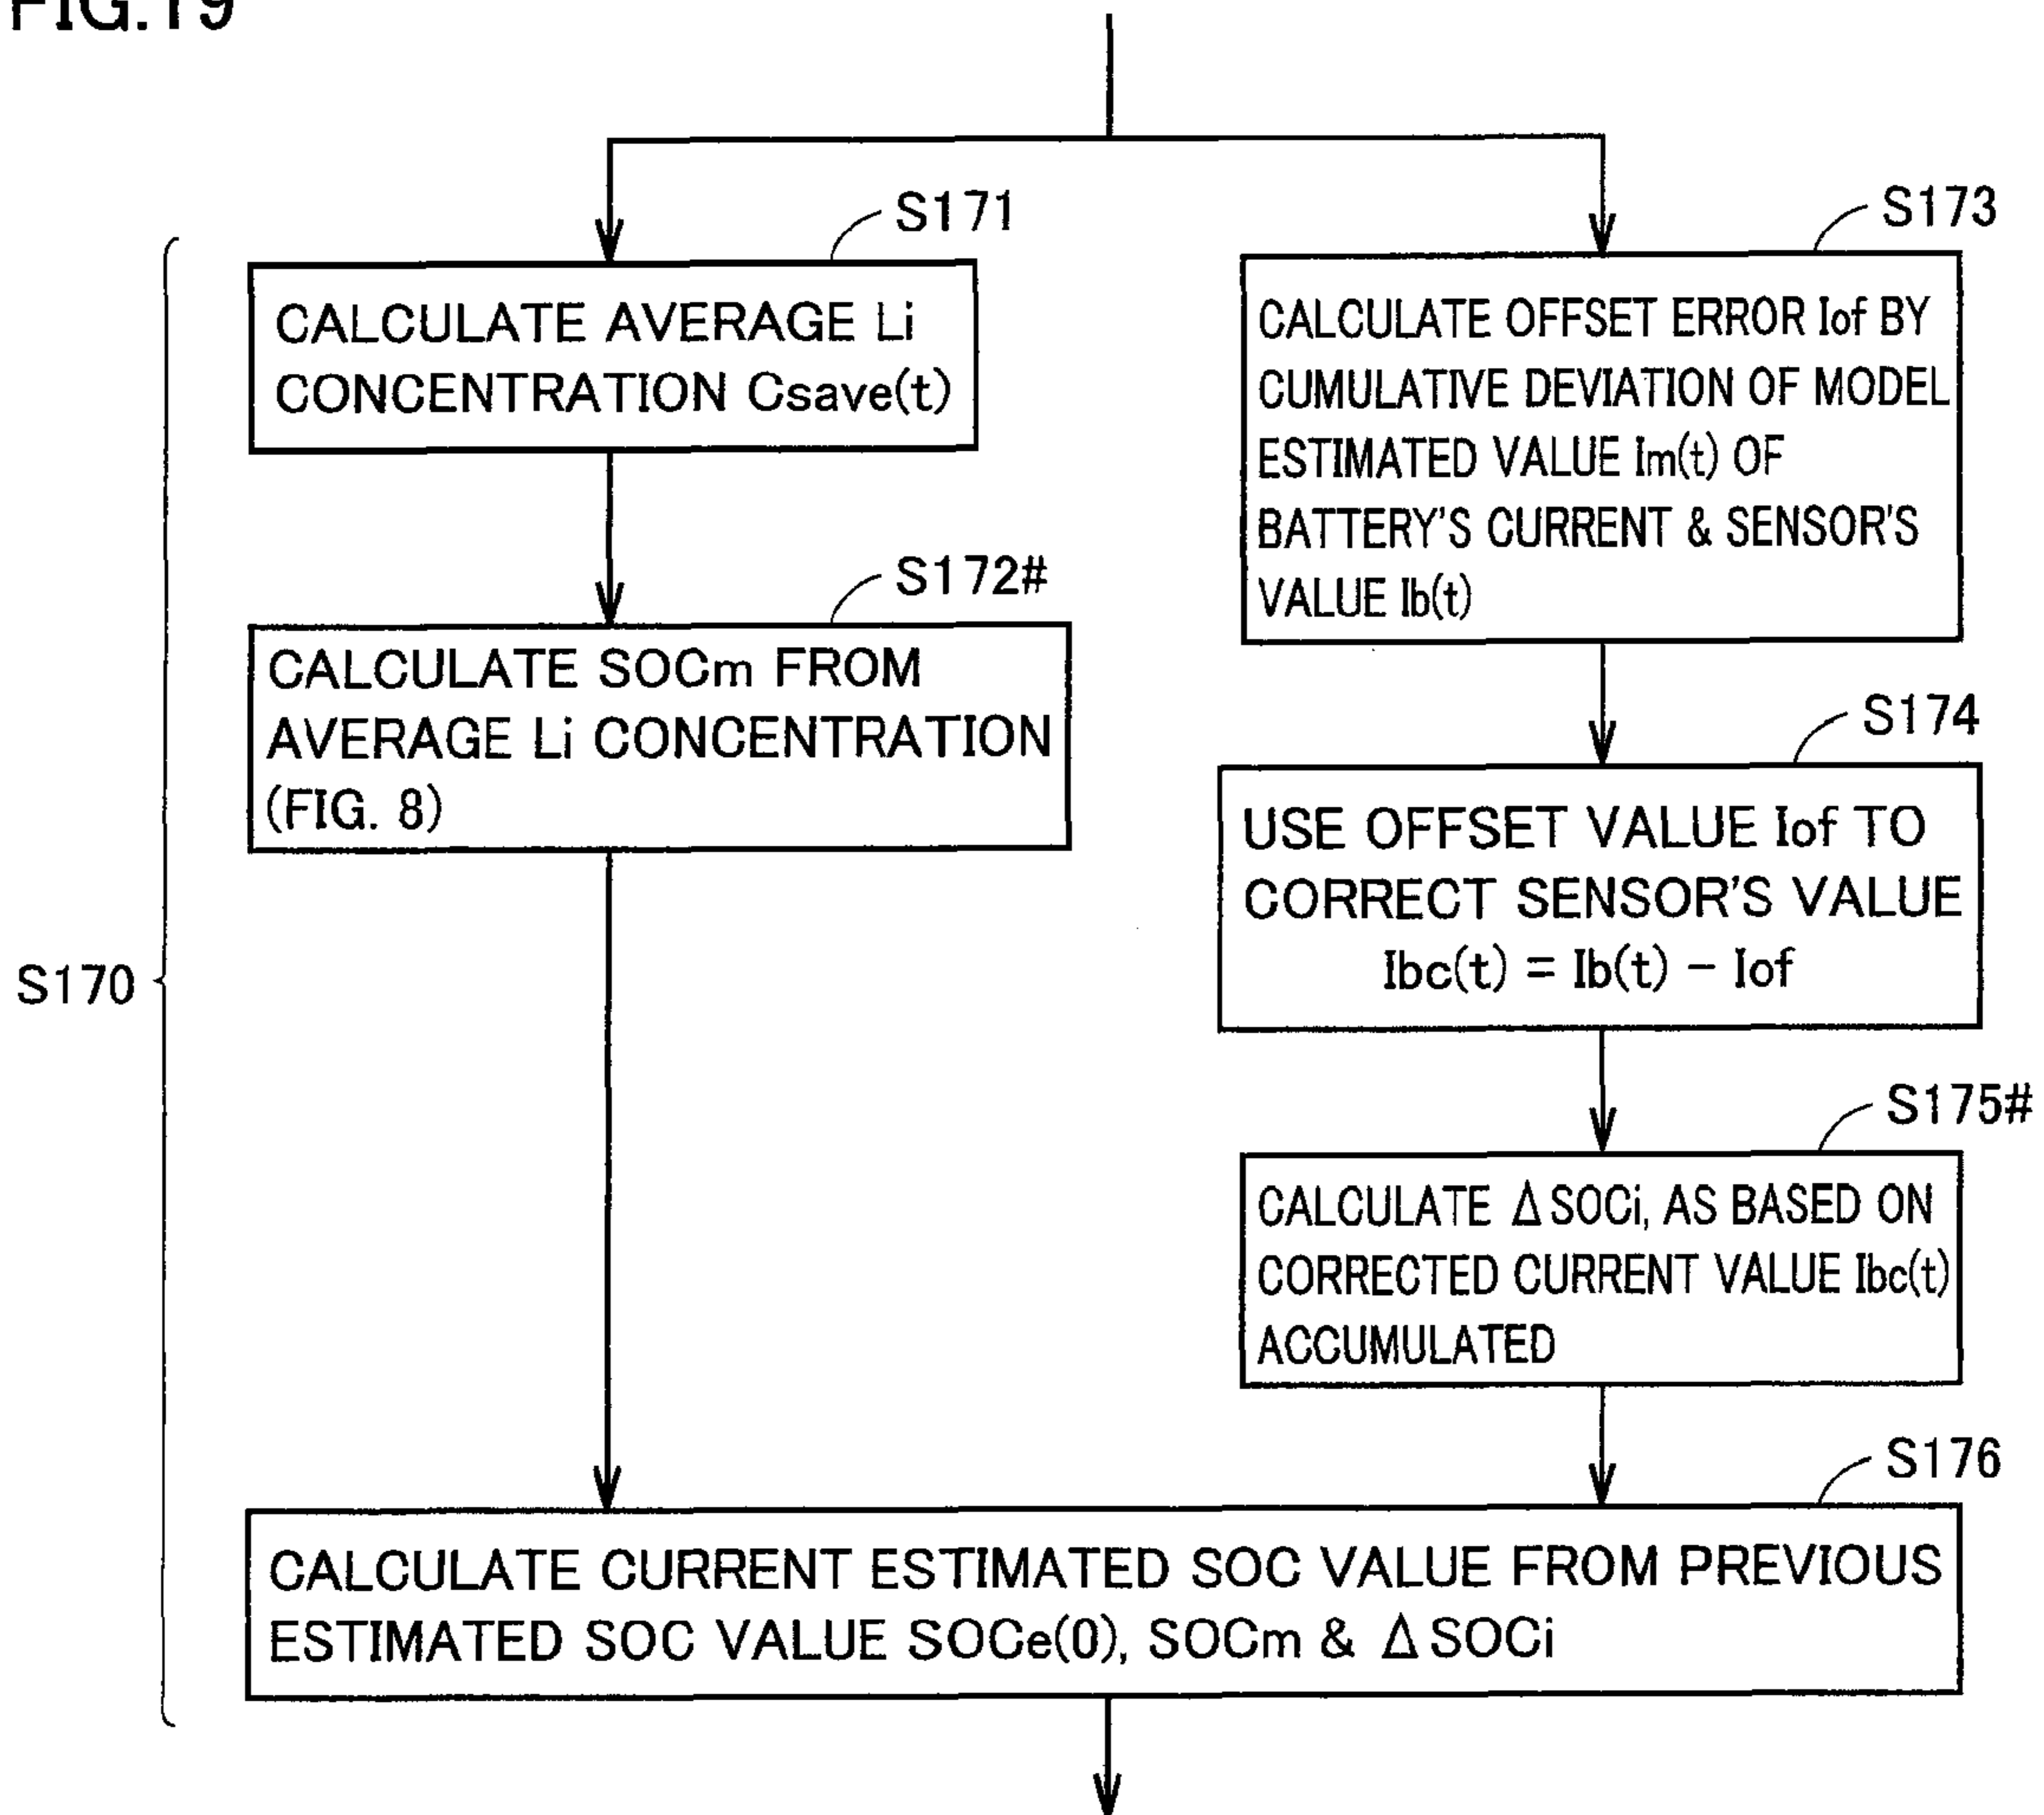 FIG.19
S171
CALCULATE AVERAGE Li
CONCENTRATION Csave(t)
S172#
CALCULATE SOCm FROM
AVERAGE Li CONCENTRATION
(FIG. 8)
S173
CALCULATE OFFSET ERROR Iof BY
CUMULATIVE DEVIATION OF MODEL
ESTIMATED VALUE Im(t) OF
BATTERY'S CURRENT & SENSOR'S
VALUE Ib(t)
S174
USE OFFSET VALUE Iof TO
CORRECT SENSOR'S VALUE
Ibc(t) = Ib(t) − Iof
S170
S175#
CALCULATE ΔSOCi, AS BASED ON
CORRECTED CURRENT VALUE Ibc(t)
ACCUMULATED
S176
CALCULATE CURRENT ESTIMATED SOC VALUE FROM PREVIOUS
ESTIMATED SOC VALUE SOCe(0), SOCm & ΔSOCi